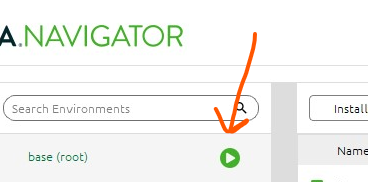 A.NAVIGATOR
Search Environments
Install
base (root)
Name